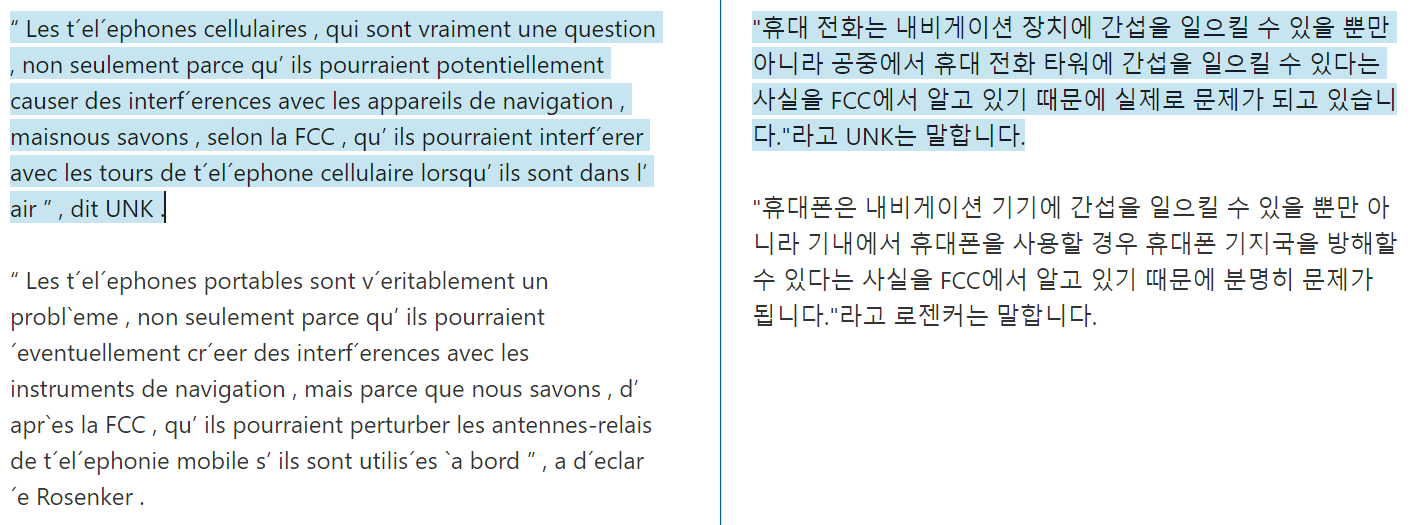 “ Les t´el´ephones cellulaires , qui sont vraiment une question
, non seulement parce qu’ ils pourraient potentiellement
causer des interf´erences avec les appareils de navigation ,
maisnous savons , selon la FCC , qu’ ils pourraient interf´erer
avec les tours de t´el´ephone cellulaire lorsqu’ ils sont dans l’
air ” , dit UNK .
“ Les t´el´ephones portables sont v´eritablement un
probl`eme , non seulement parce qu’ ils pourraient
´eventuellement cr´eer des interf´erences avec les
instruments de navigation , mais parce que nous savons , d’
apr`es la FCC , qu’ ils pourraient perturber les antennes-relais
de t´el´ephonie mobile s’ ils sont utilis´es `a bord ” , a d´eclar
´e Rosenker .
"휴대 전화는 내비게이션 장치에 간섭을 일으킬 수 있을 뿐만
아니라 공중에서 휴대 전화 타워에 간섭을 일으킬 수 있다는
사실을 FCC에서 알고 있기 때문에 실제로 문제가 되고 있습니
다."라고 UNK는 말합니다.
"휴대폰은 내비게이션 기기에 간섭을 일으킬 수 있을 뿐만 아
니라 기내에서 휴대폰을 사용할 경우 휴대폰 기지국을 방해할
수 있다는 사실을 FCC에서 알고 있기 때문에 분명히 문제가
됩니다."라고 로젠커는 말합니다.